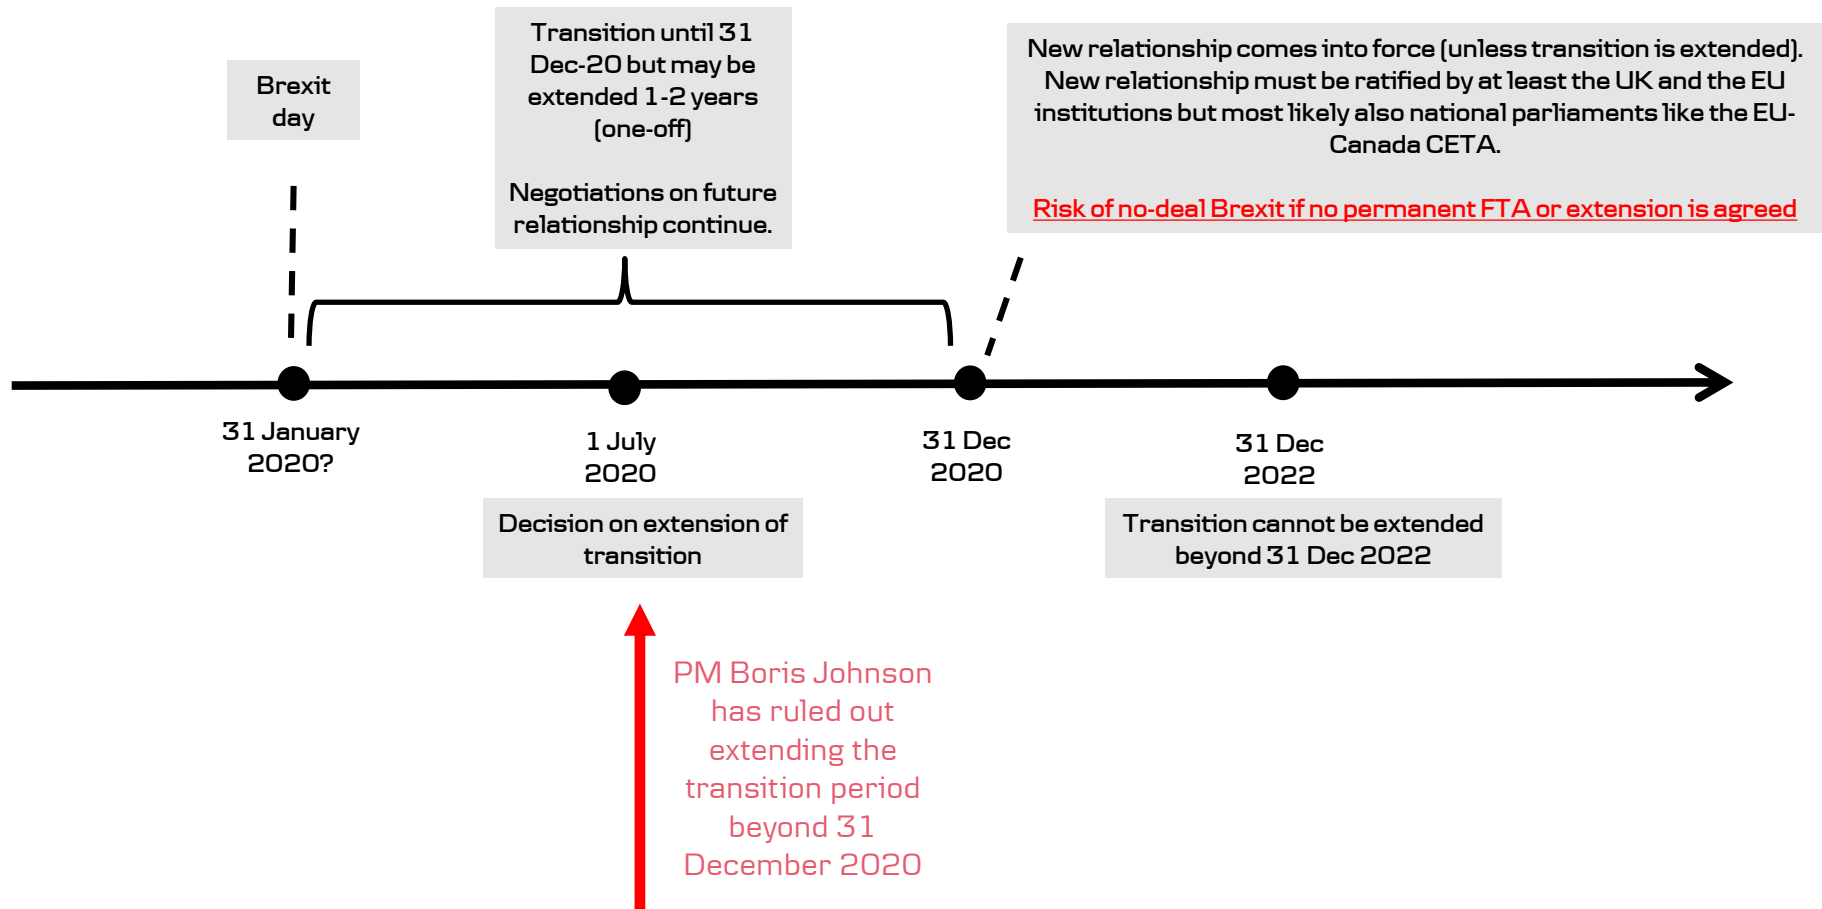 Brexit
day
Transition until 31
Dec-20 but may be
extended 1-2 years
(one-off)
Negotiations on future
relationship continue.
New relationship comes into force (unless transition is extended).
New relationship must be ratified by at least the UK and the EU
institutions but most likely also national parliaments like the EU-
Canada CETA.
Risk of no-deal Brexit if no permanent FTA or extension is agreed
31 January
2020?
1 July
2020
31 Dec
2020
31 Dec
2022
Decision on extension of
transition
Transition cannot be extended
beyond 31 Dec 2022
PM Boris Johnson
has ruled out
extending the
transition period
beyond 31
December 2020